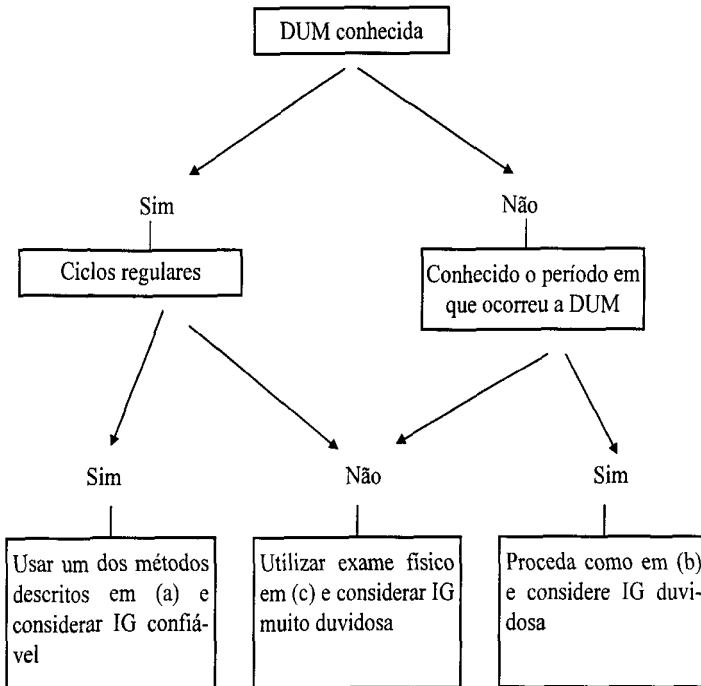 DUM conhecida
Sim
Não
Ciclos regulares
Conhecido o período em
que ocorreu a DUM
Sim
Não
Sim
Usar um dos métodos
descritos em (a) e
considerar IG confiá-
vel
Utilizar exame físico
em (c) e considerar IG
muito duvidosa
Proceda como em (b)
e considere IG duvi-
dosa